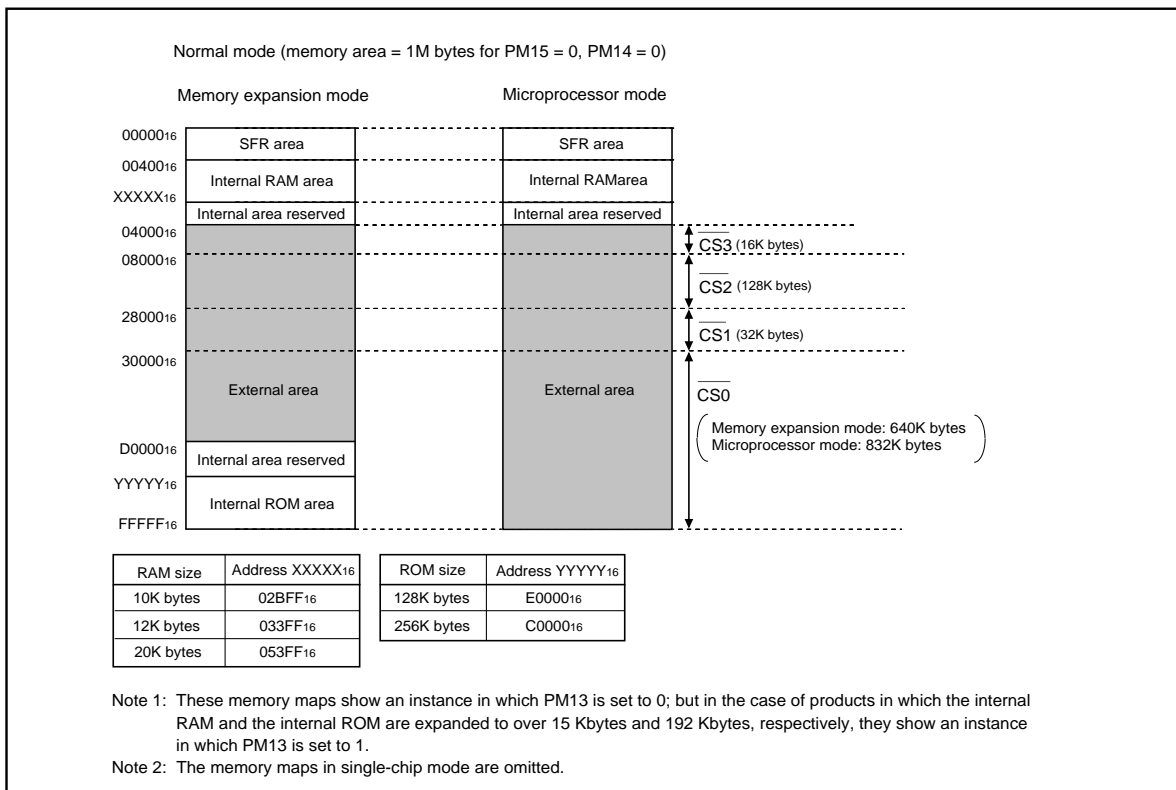 Normal mode (memory area = 1M bytes for PM15 = 0, PM14 = 0)
Memory expansion mode
Microprocessor mode
0000016
SFR area
SFR area
0040016
Internal RAM area
Internal RAMarea
XXXXX16
Internal area reserved
Internal area reserved
0400016
CS3 (16K bytes)
0800016
CS2 (128K bytes)
2800016
CS1 (32K bytes)
3000016
External area
External area
CS0
Memory expansion mode: 640K bytes
Microprocessor mode: 832K bytes
D000016
Internal area reserved
YYYYY16
Internal ROM area
FFFFF16
RAM size Address XXXXX16
10K bytes 02BFF16
12K bytes 033FF16
20K bytes 053FF16
ROM size Address YYYYY16
128K bytes E000016
256K bytes C000016
Note 1: These memory maps show an instance in which PM13 is set to 0; but in the case of products in which the internal
RAM and the internal ROM are expanded to over 15 Kbytes and 192 Kbytes, respectively, they show an instance
in which PM13 is set to 1.
Note 2: The memory maps in single-chip mode are omitted.